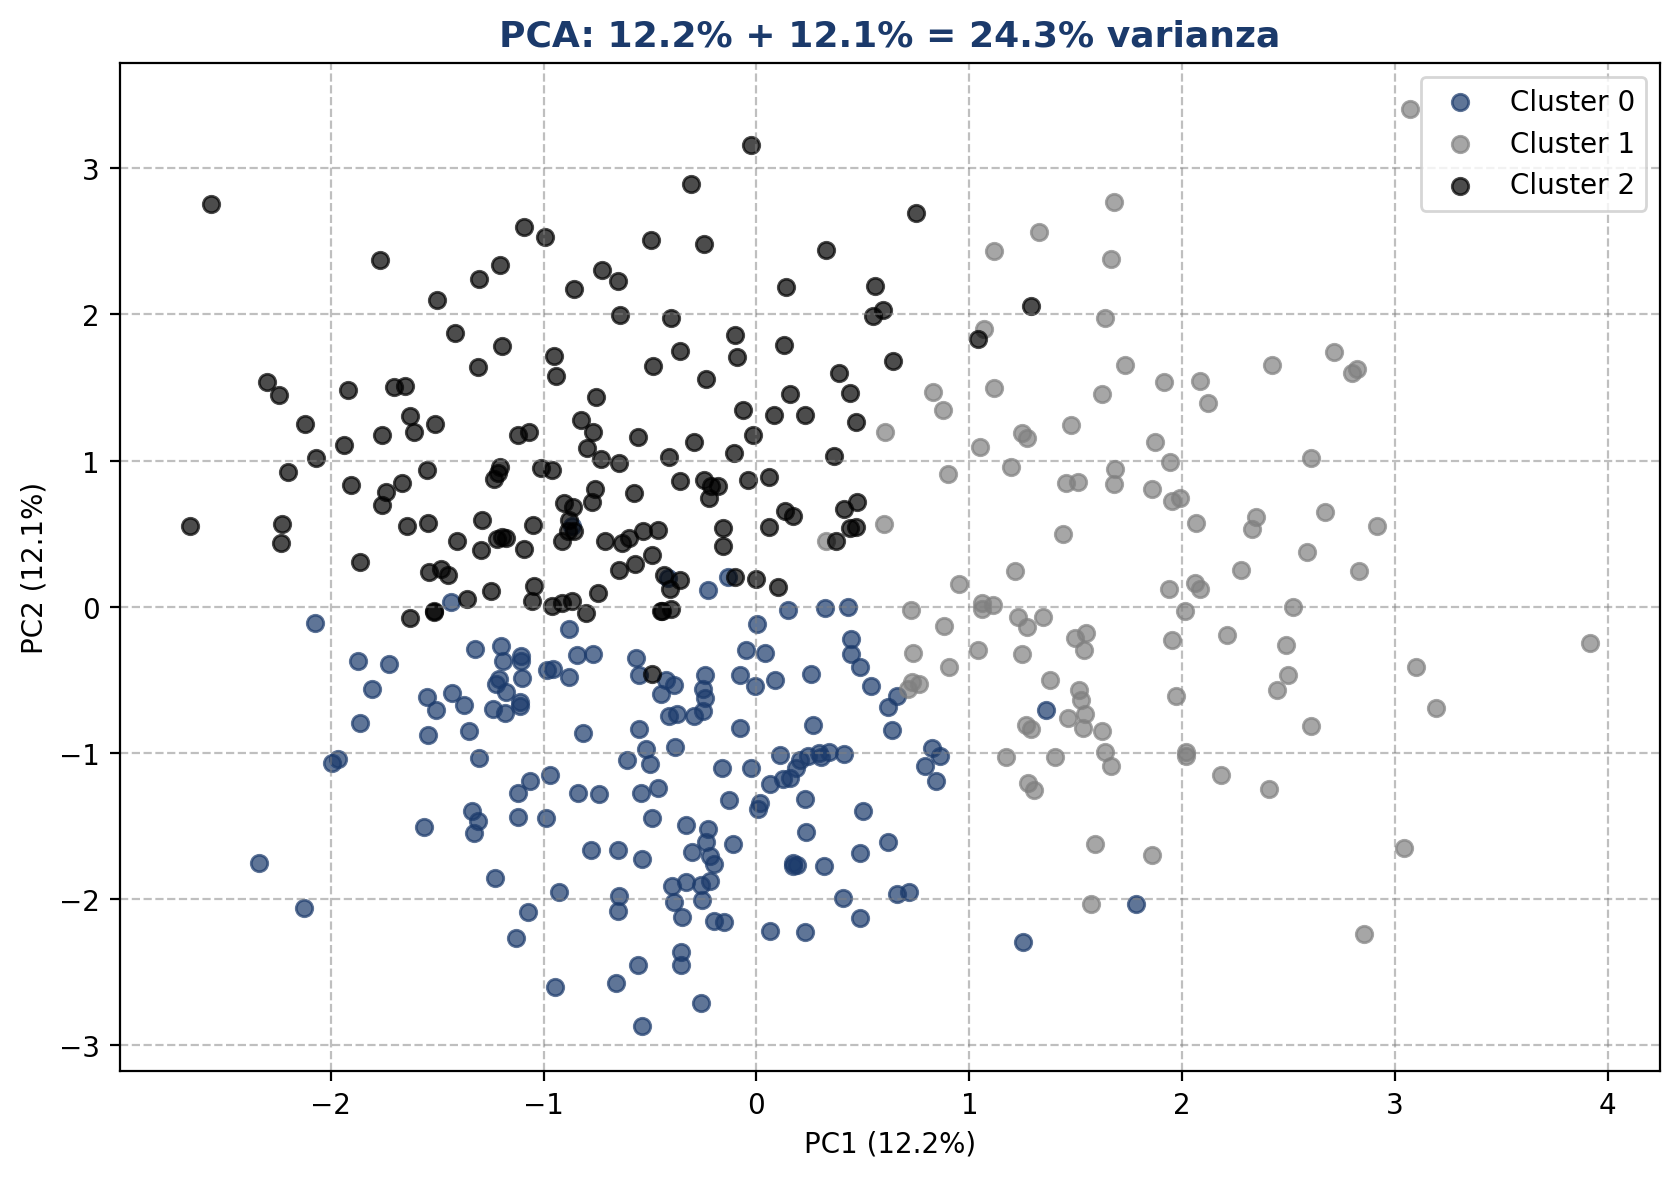 PCA: 12.2% + 12.1% = 24.3% varianza
Cluster 0
Cluster 1
Cluster 2
PC2 (12.1%)
3
2
1
0
−1
−2
−3
−2
−1
0
1
2
3
4
PC1 (12.2%)